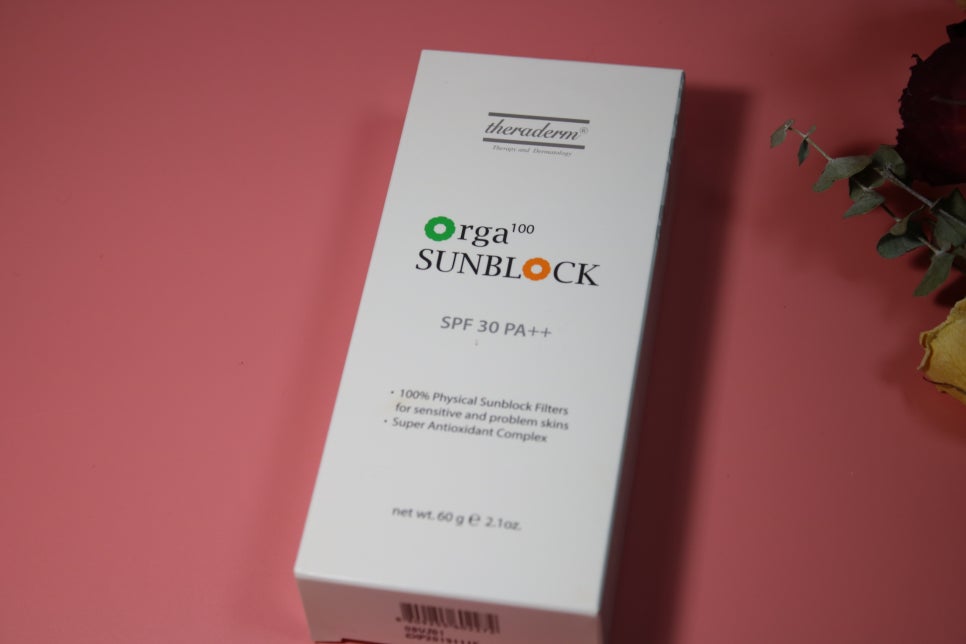 theraderm®
Therapy and Dermatology
Orga100
SUNBLOCK
SPF 30 PA++
• 100% Physical Sunblock Filters
for sensitive and problem skins
• Super Antioxidant Complex
net wt. 60 g ℮ 2.1oz.